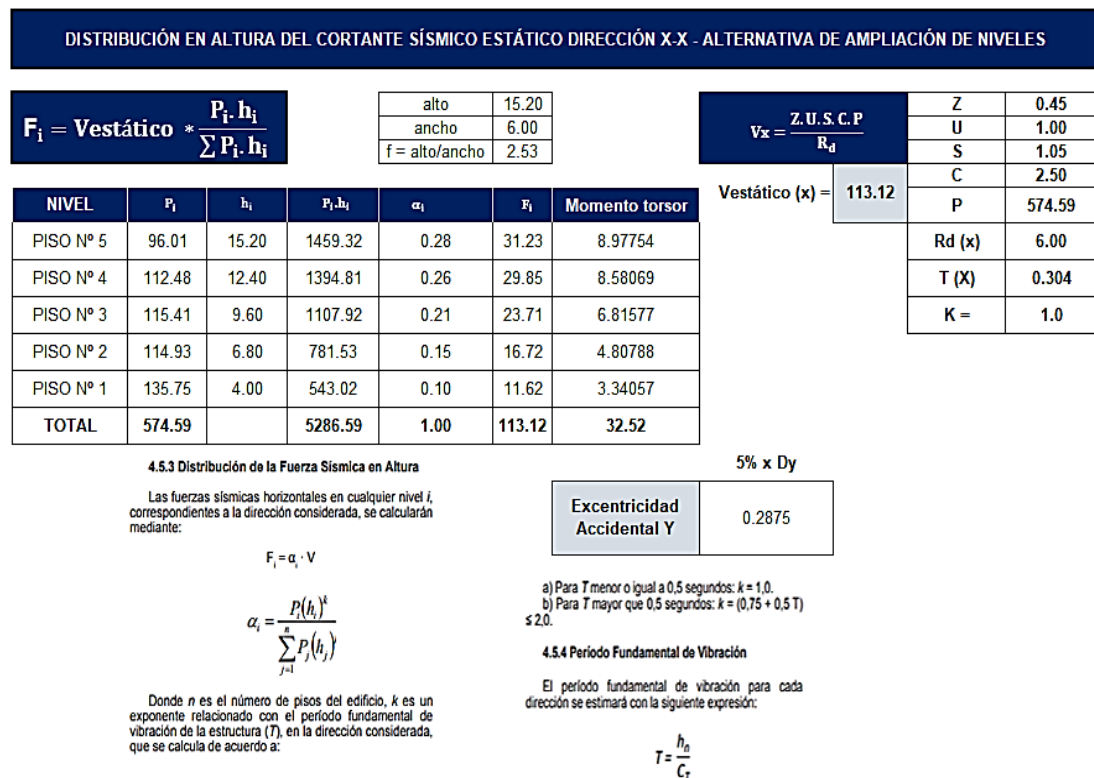 DISTRIBUCIÓN EN ALTURA DEL CORTANTE SÍSMICO ESTÁTICO DIRECCIÓN X-X - ALTERNATIVA DE AMPLIACIÓN DE NIVELES
Fi = Vestático * Pi.hi / ∑ Pi.hi
alto 15.20
ancho 6.00
f = alto/ancho 2.53
Vx = Z.U.S.C.P / Rd
Vestático (x) = 113.12
Z 0.45
U 1.00
S 1.05
C 2.50
P 574.59
Rd (x) 6.00
T (X) 0.304
K = 1.0
NIVEL Pi hi Pi.hi αi Fi Momento torsor
PISO Nº 5 96.01 15.20 1459.32 0.28 31.23 8.97754
PISO Nº 4 112.48 12.40 1394.81 0.26 29.85 8.58069
PISO Nº 3 115.41 9.60 1107.92 0.21 23.71 6.81577
PISO Nº 2 114.93 6.80 781.53 0.15 16.72 4.80788
PISO Nº 1 135.75 4.00 543.02 0.10 11.62 3.34057
TOTAL 574.59 5286.59 1.00 113.12 32.52
4.5.3 Distribución de la Fuerza Sísmica en Altura
Las fuerzas sísmicas horizontales en cualquier nivel i,
correspondientes a la dirección considerada, se calcularán
mediante:
Fi = αi · V
αi = Pi(hi)^k / ∑ j=1 n Pj(hj)
Donde n es el número de pisos del edificio, k es un
exponente relacionado con el período fundamental de
vibración de la estructura (T), en la dirección considerada,
que se calcula de acuerdo a:
5% x Dy
Excentricidad
Accidental Y
0.2875
a) Para T menor o igual a 0,5 segundos: k = 1,0.
b) Para T mayor que 0,5 segundos: k = (0,75 + 0,5 T)
≤ 2,0.
4.5.4 Período Fundamental de Vibración
El período fundamental de vibración para cada
dirección se estimará con la siguiente expresión:
T = hn / CT